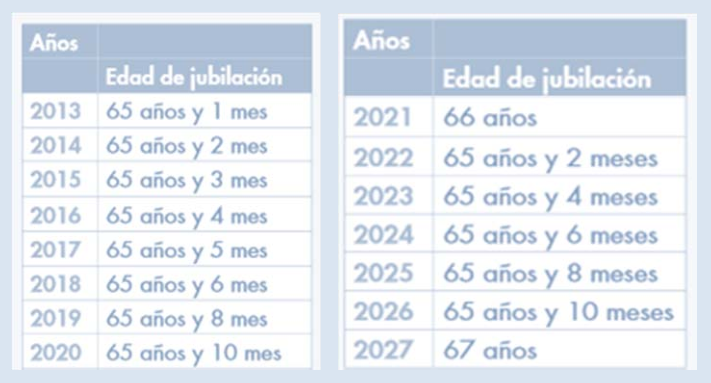 Años
Edad de jubilación
2013 65 años y 1 mes
2014 65 años y 2 mes
2015 65 años y 3 mes
2016 65 años y 4 mes
2017 65 años y 5 mes
2018 65 años y 6 mes
2019 65 años y 8 mes
2020 65 años y 10 mes
Años
Edad de jubilación
2021 66 años
2022 65 años y 2 meses
2023 65 años y 4 meses
2024 65 años y 6 meses
2025 65 años y 8 meses
2026 65 años y 10 meses
2027 67 años